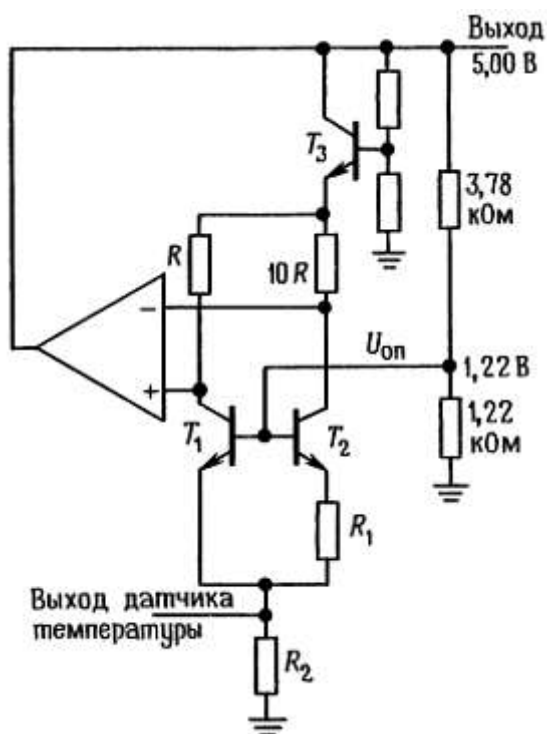 Выход
5,00 В
T3
3,78
кОм
R
10 R
−
Uоп
1,22 В
+
1,22
кОм
T1
T2
R1
Выход датчика
температуры
R2